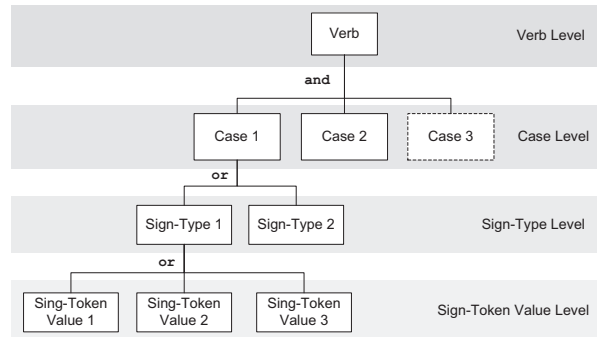 Verb
Verb Level
and
Case 1
Case 2
Case 3
Case Level
or
Sign-Type 1
Sign-Type 2
Sign-Type Level
or
Sing-Token
Value 1
Sing-Token
Value 2
Sing-Token
Value 3
Sign-Token Value Level